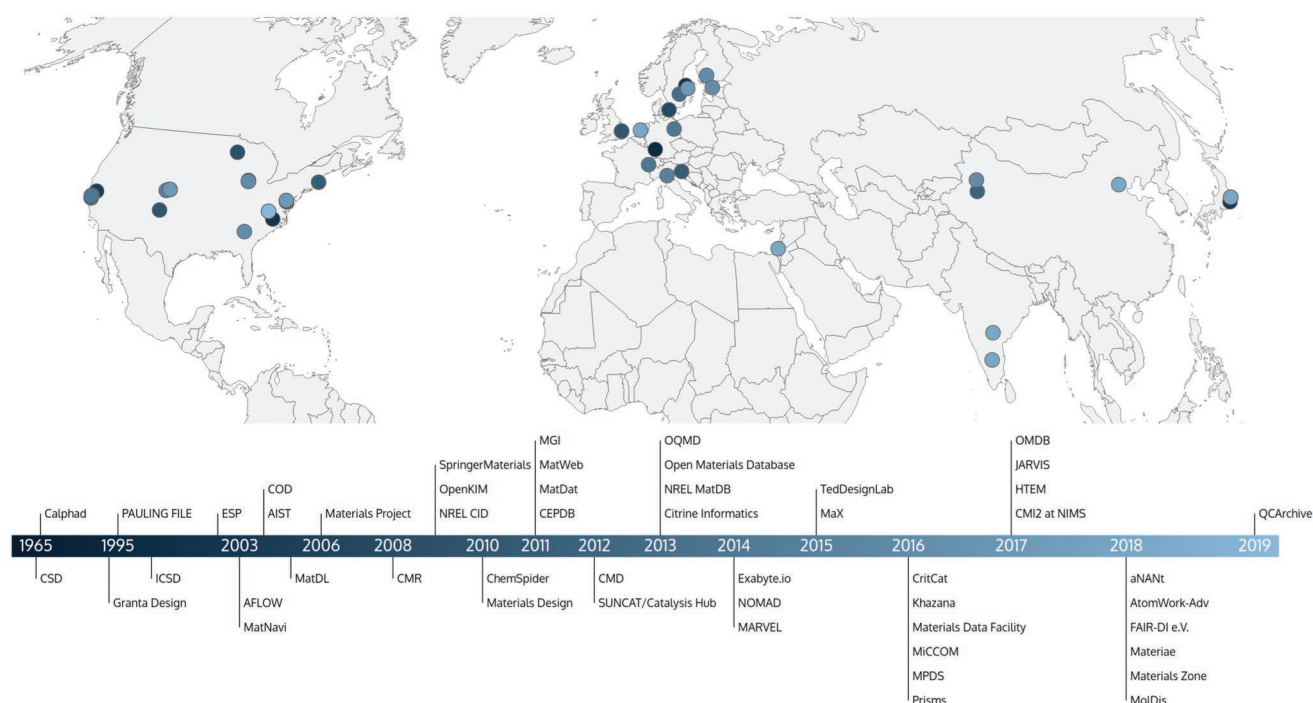 MGI
OQMD
OMDB
SpringerMaterials
MatWeb
Open Materials Database
JARVIS
COD
OpenKIM
MatDat
NREL MatDB
TedDesignLab
HTEM
Calphad
PAULING FILE
ESP
AIST
Materials Project
NREL CID
CEPDB
Citrine Informatics
MaX
CMI2 at NIMS
QCArchive
1965 1995 2003 2006 2008 2010 2011 2012 2013 2014 2015 2016 2017 2018 2019
CSD
ICSD
MatDL
CMR
ChemSpider
CMD
Exabyte.io
CritCat
aNANt
Granta Design
AFLOW
Materials Design
SUNCAT/Catalysis Hub
NOMAD
Khazana
AtomWork-Adv
MatNavi
MARVEL
Materials Data Facility
FAIR-DI e.V.
MiCCOM
Materiae
MPDS
Materials Zone
Prisms
MolDis